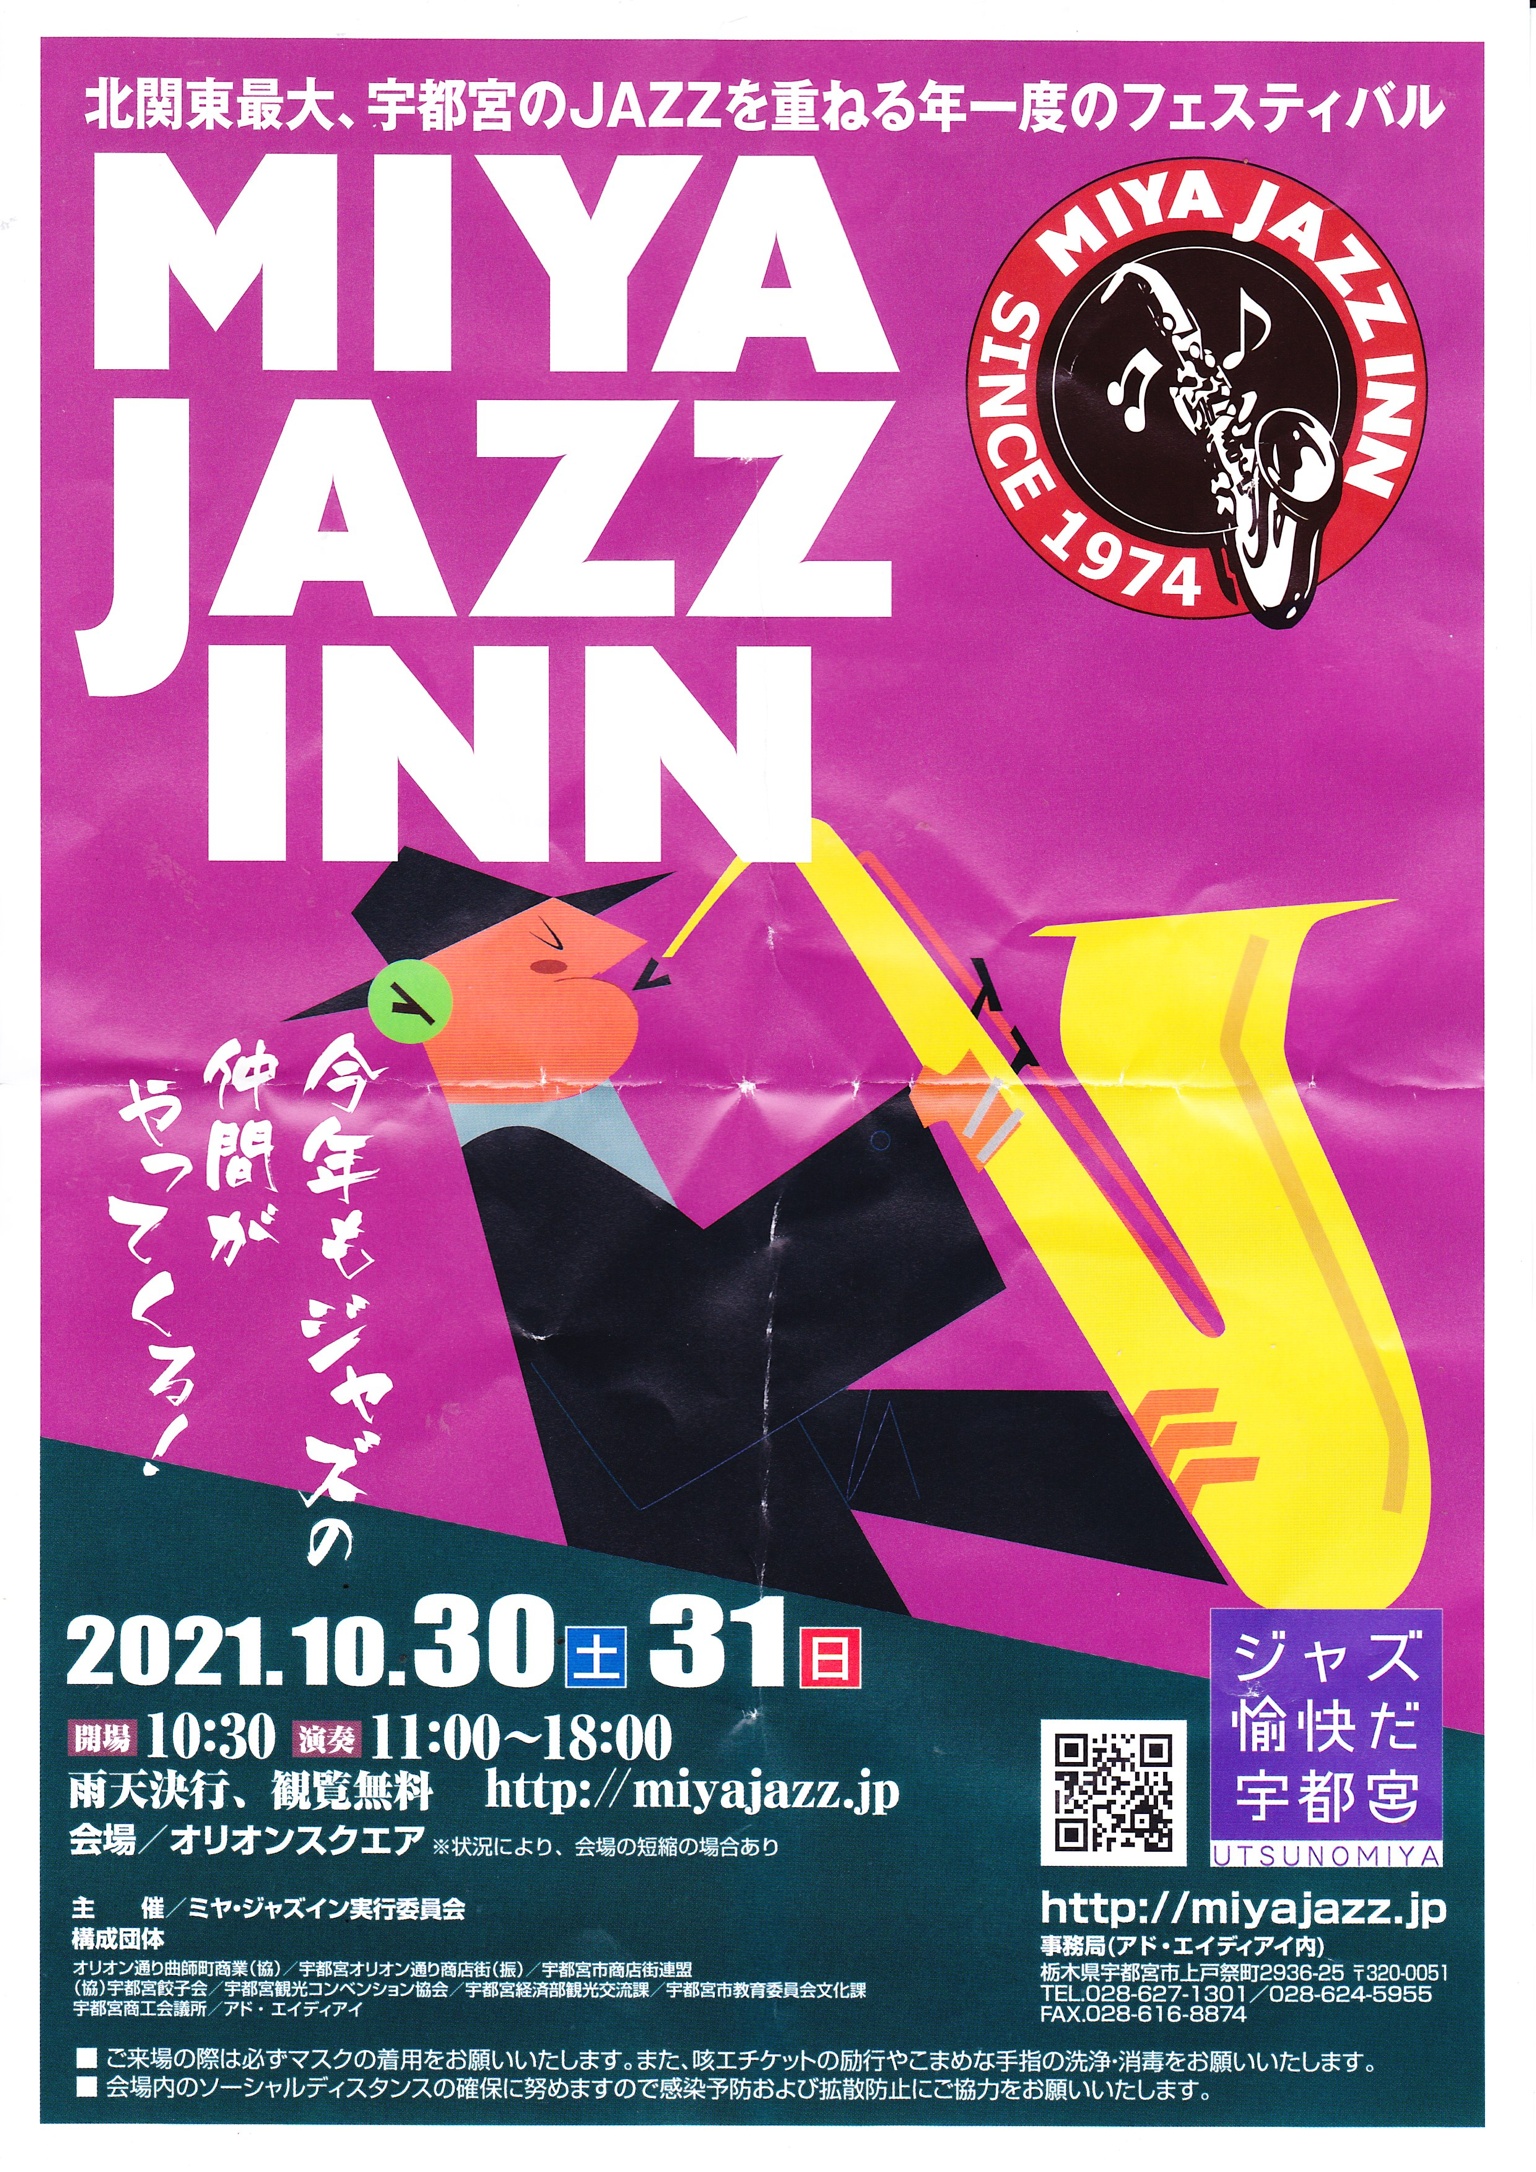 北関東最大、宇都宮のJAZZを重ねる年一度のフェスティバル
MIYA
JAZZ
INN
MIYA JAZZ INN
SINCE 1974
今年もジャズの
仲間が
やってくる!
2021.10.30土 31日
開場 10:30 演奏 11:00~18:00
雨天決行、観覧無料 http://miyajazz.jp
会場/オリオンスクエア ※状況により、会場の短縮の場合あり
主 催/ミヤ・ジャズイン実行委員会
構成団体
オリオン通り曲師町商業(協)/宇都宮オリオン通り商店街(振)/宇都宮市商店街連盟
(協)宇都宮餃子会/宇都宮観光コンベンション協会/宇都宮経済部観光交流課/宇都宮市教育委員会文化課
宇都宮商工会議所/アド・エイディアイ
ジャズ
愉快だ
宇都宮
UTSUNOMIYA
http://miyajazz.jp
事務局(アド・エイディアイ内)
栃木県宇都宮市上戸祭町2936-25 〒320-0051
TEL.028-627-1301/028-624-5955
FAX.028-616-8874
■ ご来場の際は必ずマスクの着用をお願いいたします。また、咳エチケットの励行やこまめな手指の洗浄・消毒をお願いいたします。
■ 会場内のソーシャルディスタンスの確保に努めますので感染予防および拡散防止にご協力をお願いいたします。